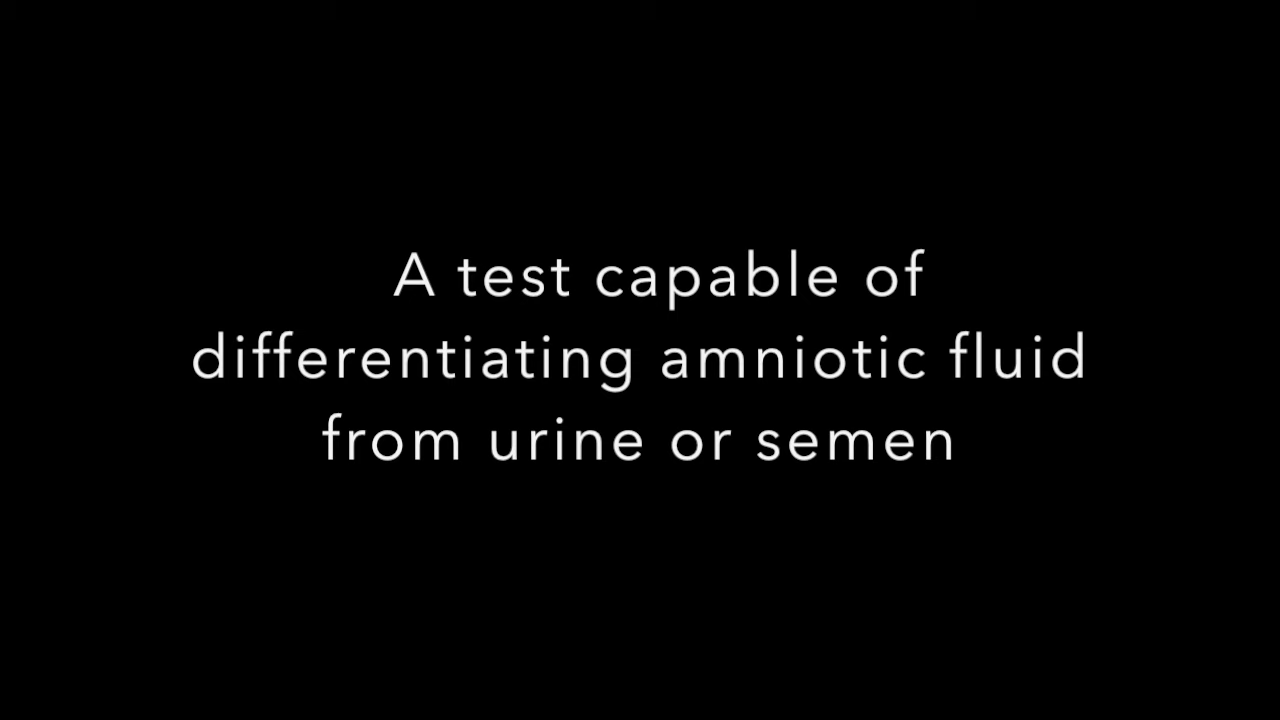 A test capable of
differentiating amniotic fluid
from urine or semen